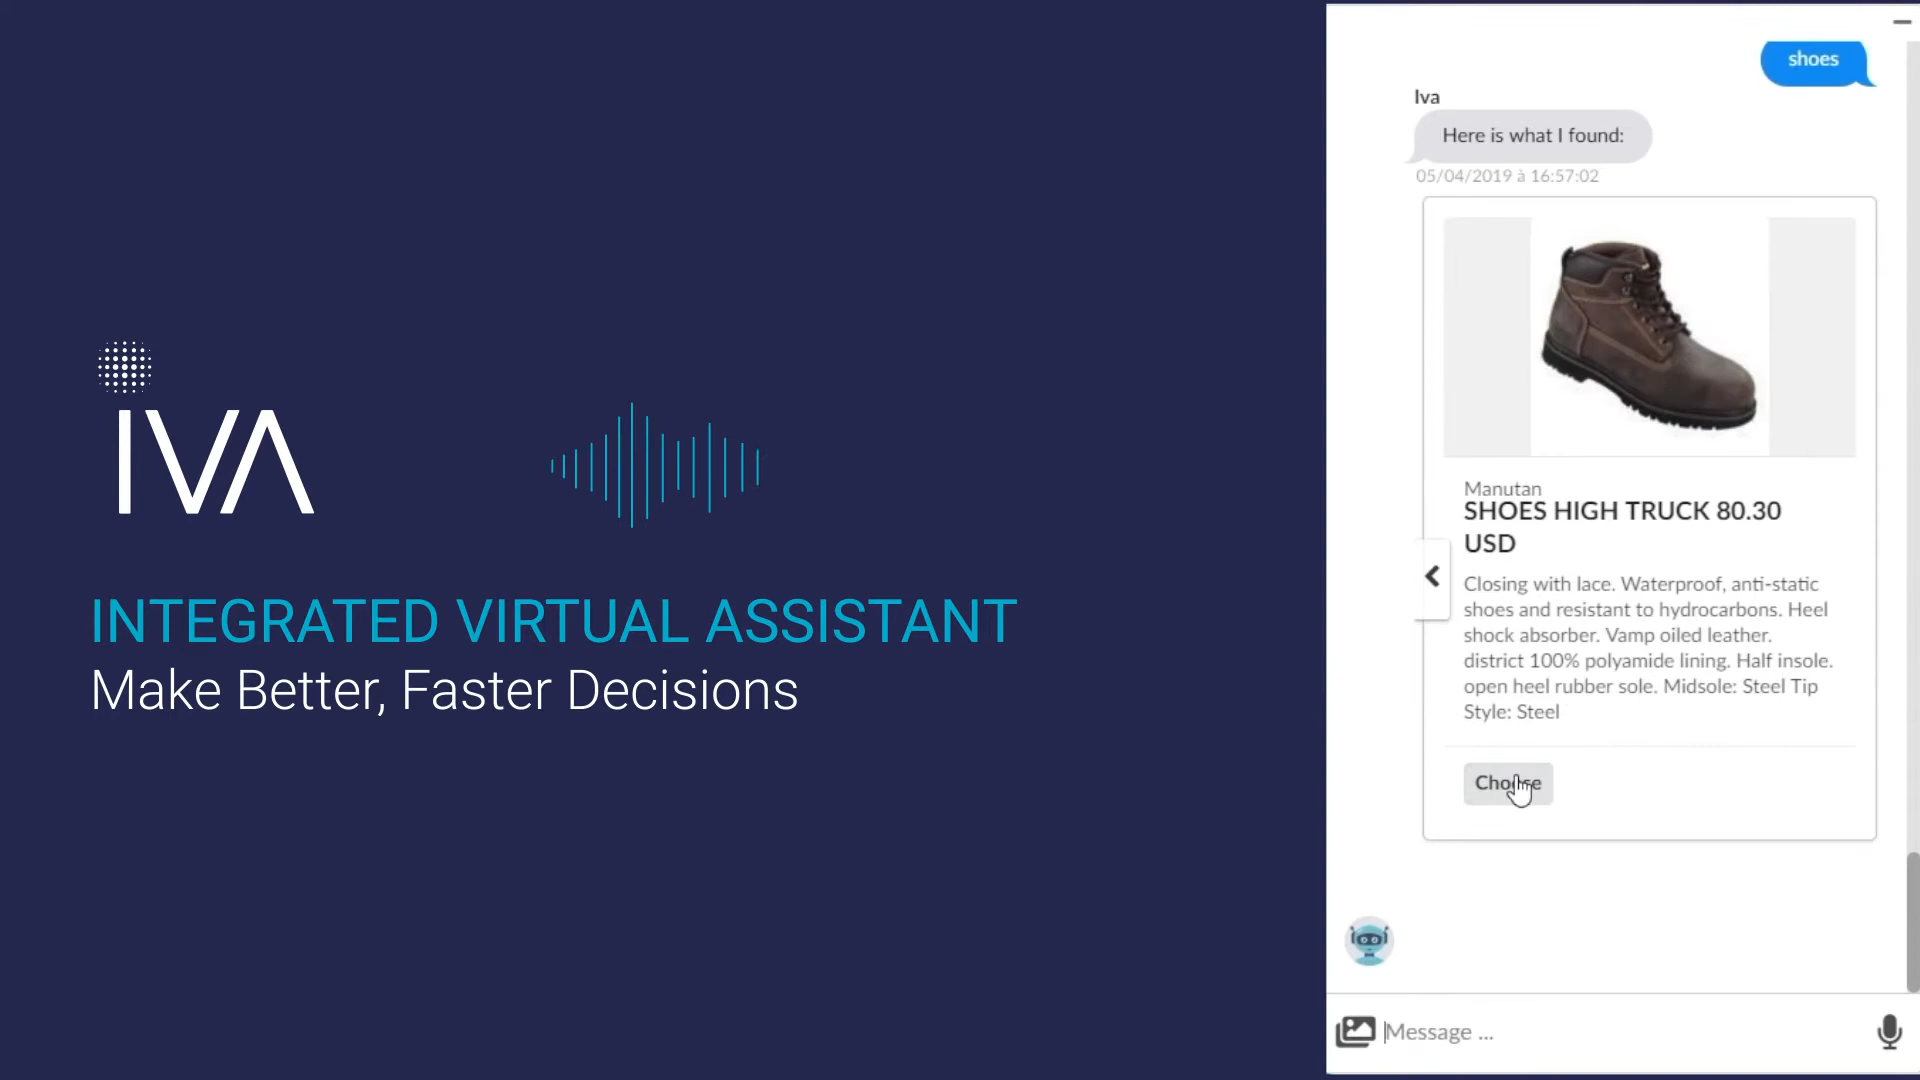 IVA
INTEGRATED VIRTUAL ASSISTANT
Make Better, Faster Decisions
shoes
Iva
Here is what I found:
05/04/2019 à 16:57:02
Manutan
SHOES HIGH TRUCK 80.30
USD
Closing with lace. Waterproof, anti-static
shoes and resistant to hydrocarbons. Heel
shock absorber. Vamp oiled leather.
district 100% polyamide lining. Half insole.
open heel rubber sole. Midsole: Steel Tip
Style: Steel
Choose
Message ...